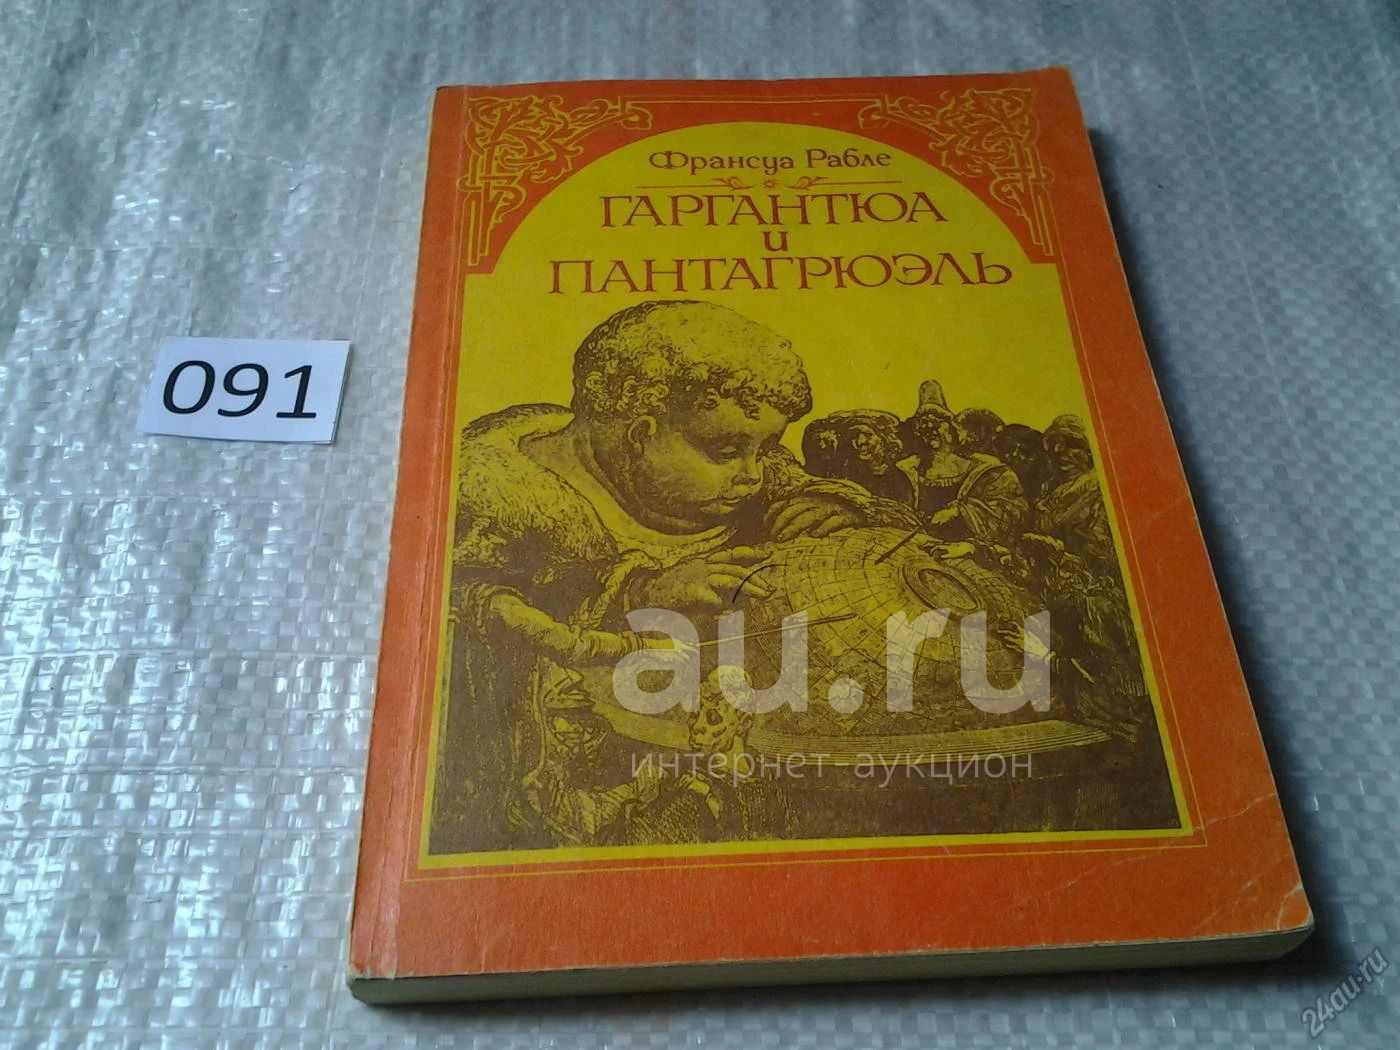 Франсуа Рабле
ГАРГАНТЮА
и
ПАНТАГРЮЭЛЬ
091
au.ru
интернет-аукцион
24au.ru